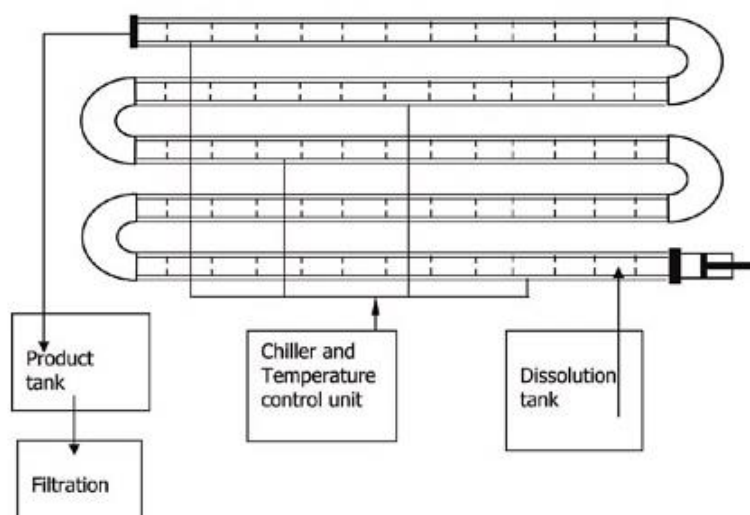 Product
tank
Chiller and
Temperature
control unit
Dissolution
tank
Filtration